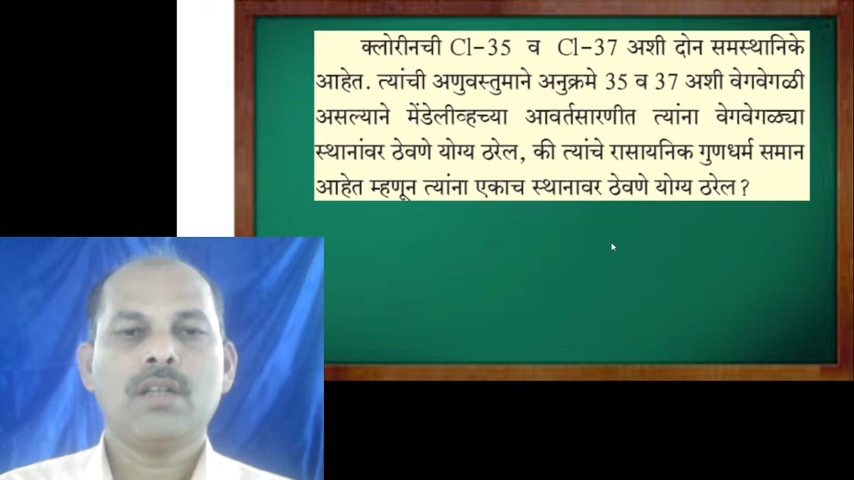 क्लोरीनची Cl-35 व Cl-37 अशी दोन समस्थानिके
आहेत. त्यांची अणुवस्तुमाने अनुक्रमे 35 व 37 अशी वेगवेगळी
असल्याने मेंडेलीव्हच्या आवर्तसारणीत त्यांना वेगवेगळ्या
स्थानांवर ठेवणे योग्य ठरेल, की त्यांचे रासायनिक गुणधर्म समान
आहेत म्हणून त्यांना एकाच स्थानावर ठेवणे योग्य ठरेल?